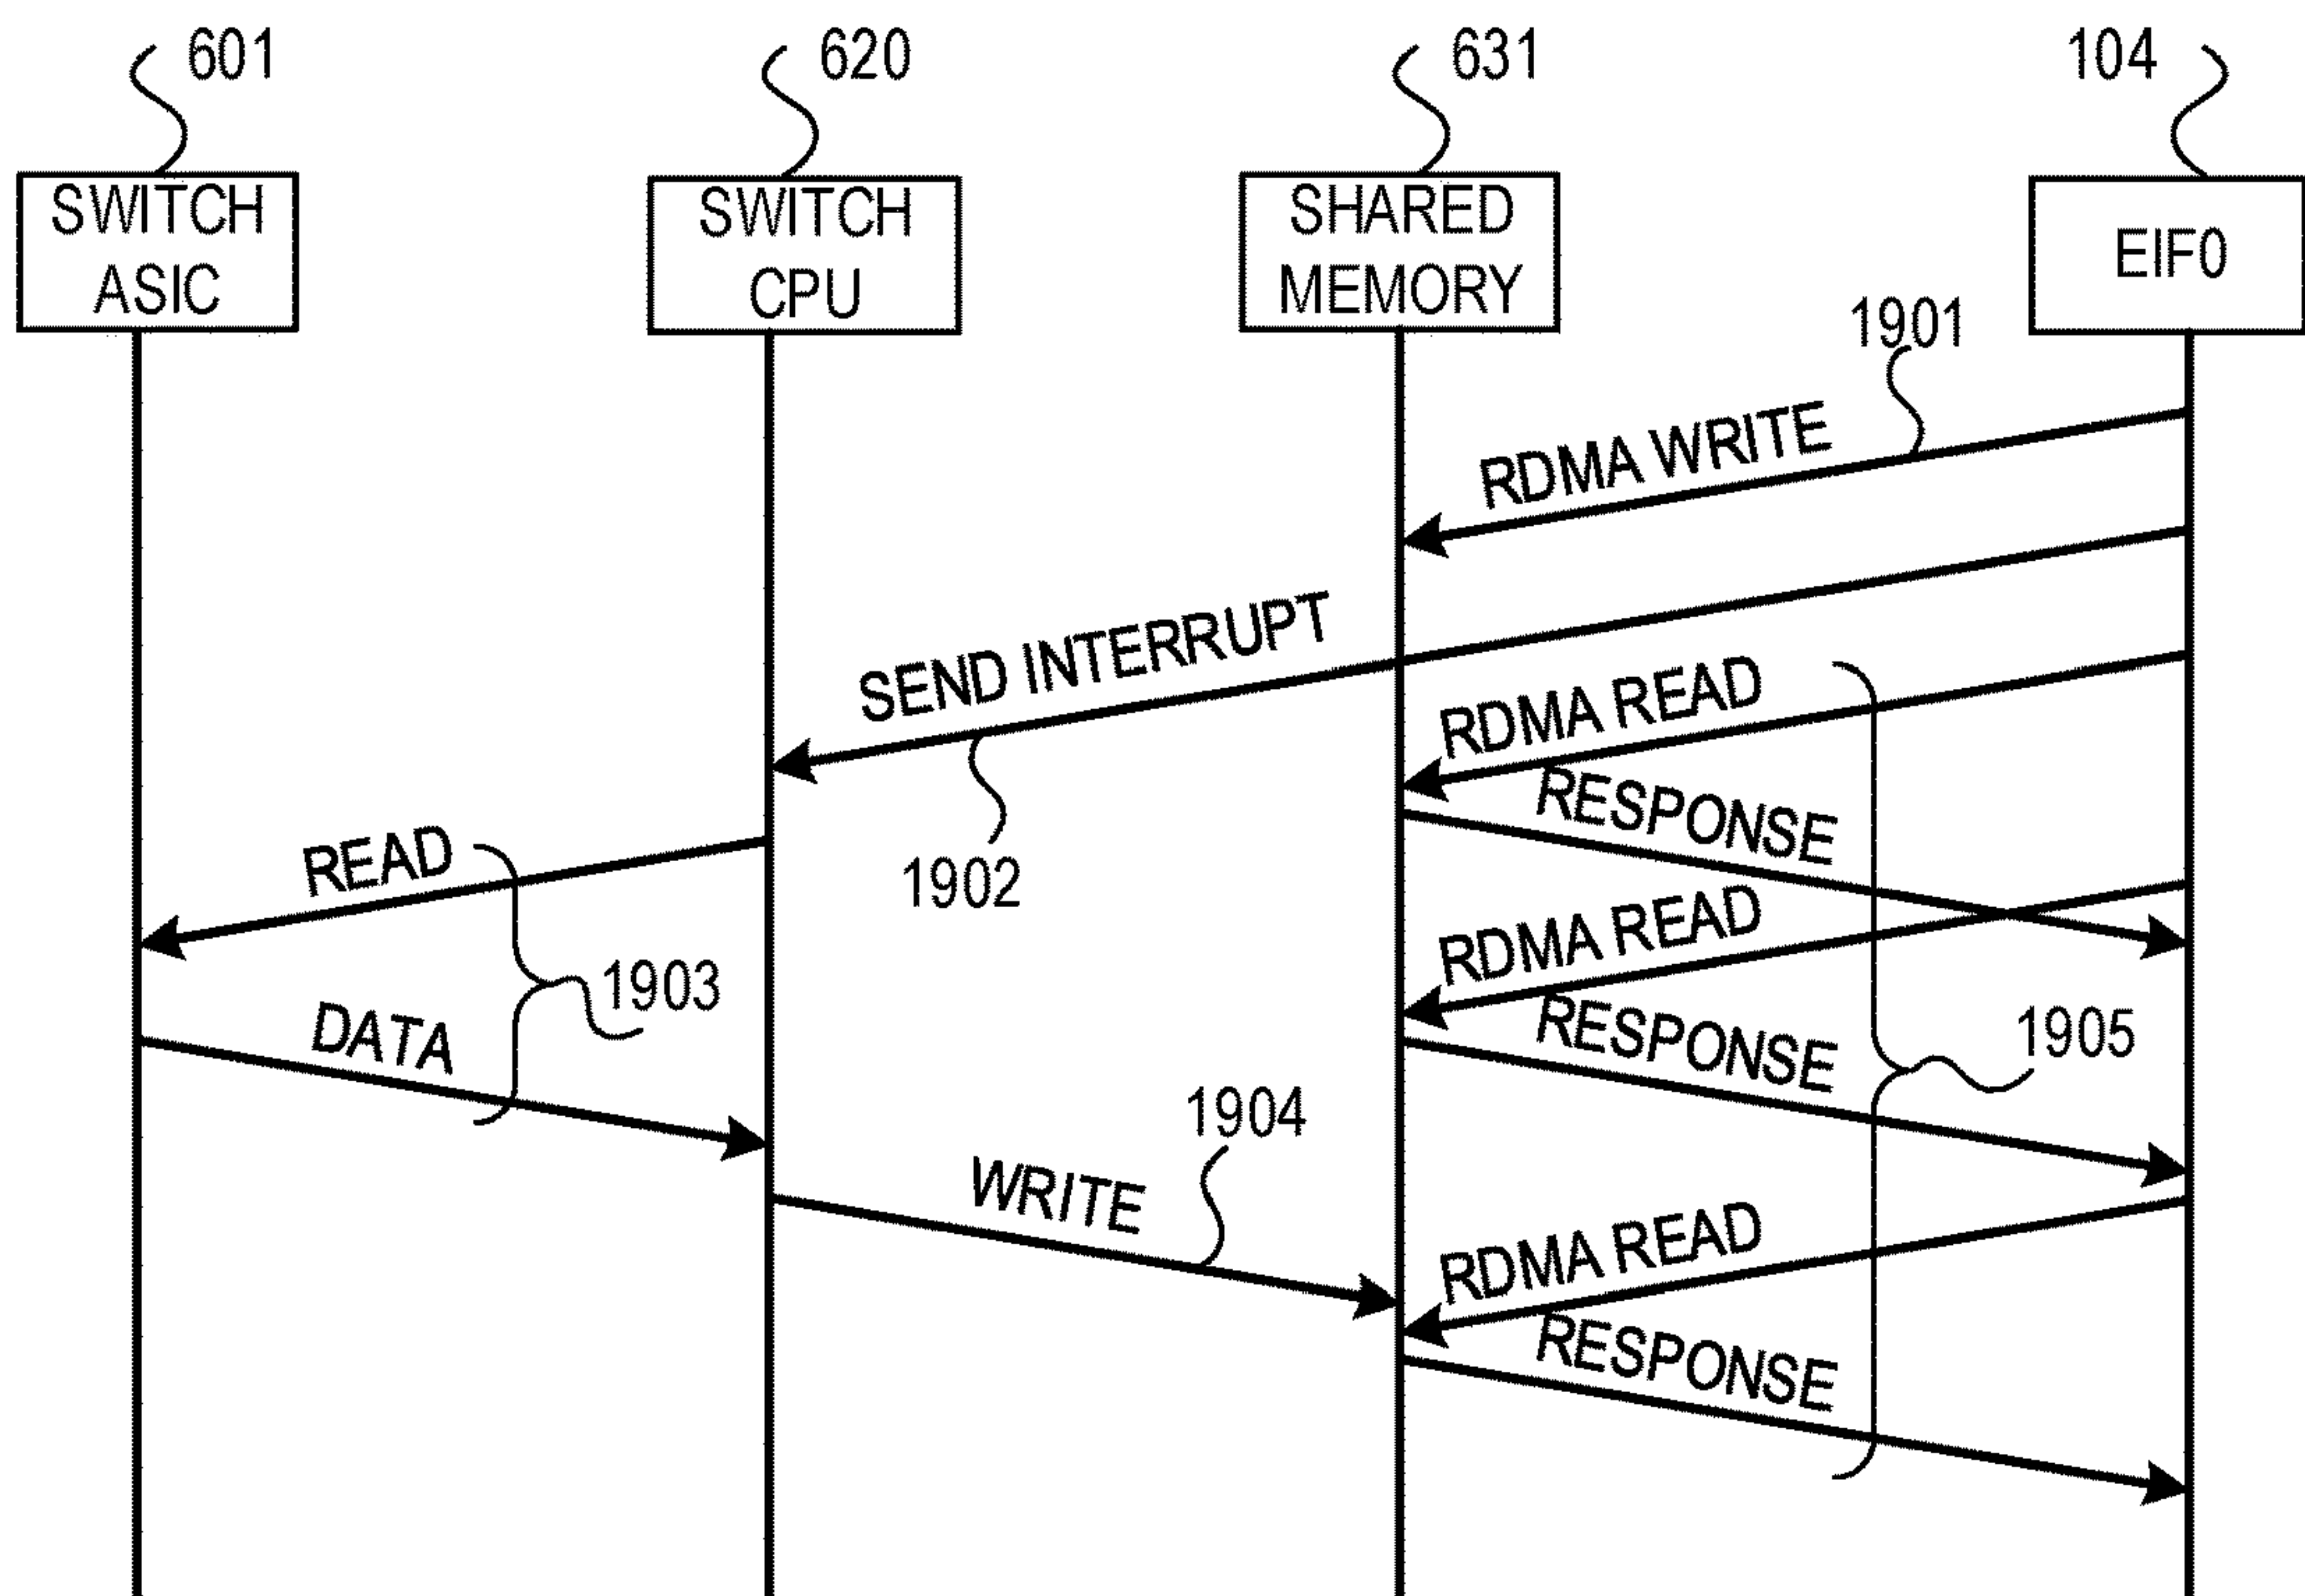 601
620
631
104
SWITCH
ASIC
SWITCH
CPU
SHARED
MEMORY
EIF0
1901
RDMA WRITE
SEND INTERRUPT
RDMA READ
RESPONSE
READ
1902
RDMA READ
1903
DATA
RESPONSE
1905
1904
WRITE
RDMA READ
RESPONSE